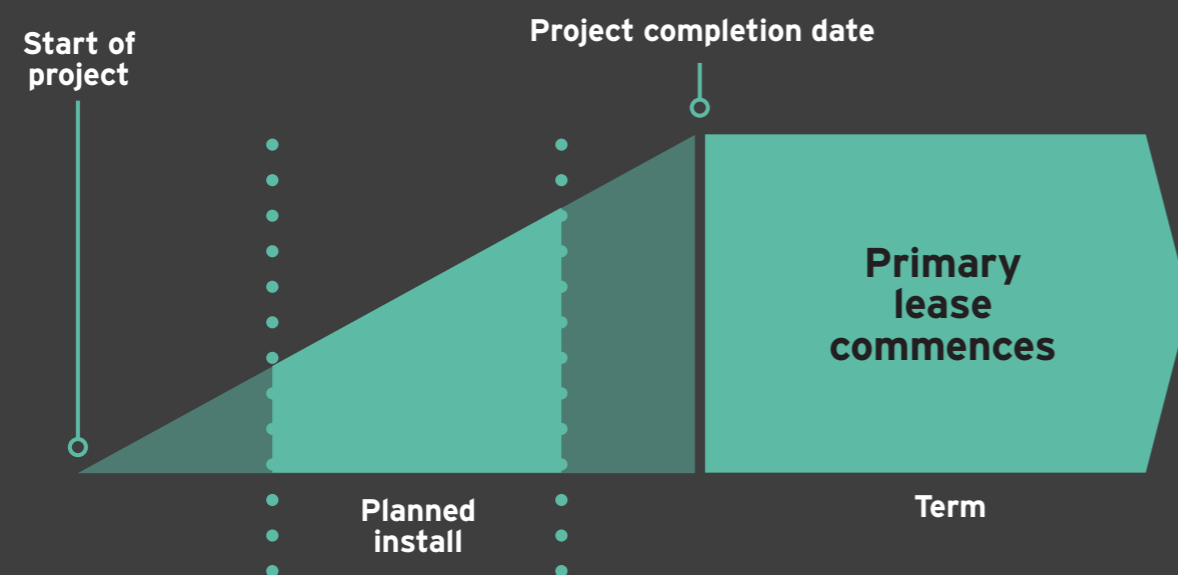 Start of
project
Project completion date
Primary
lease
commences
Planned
install
Term